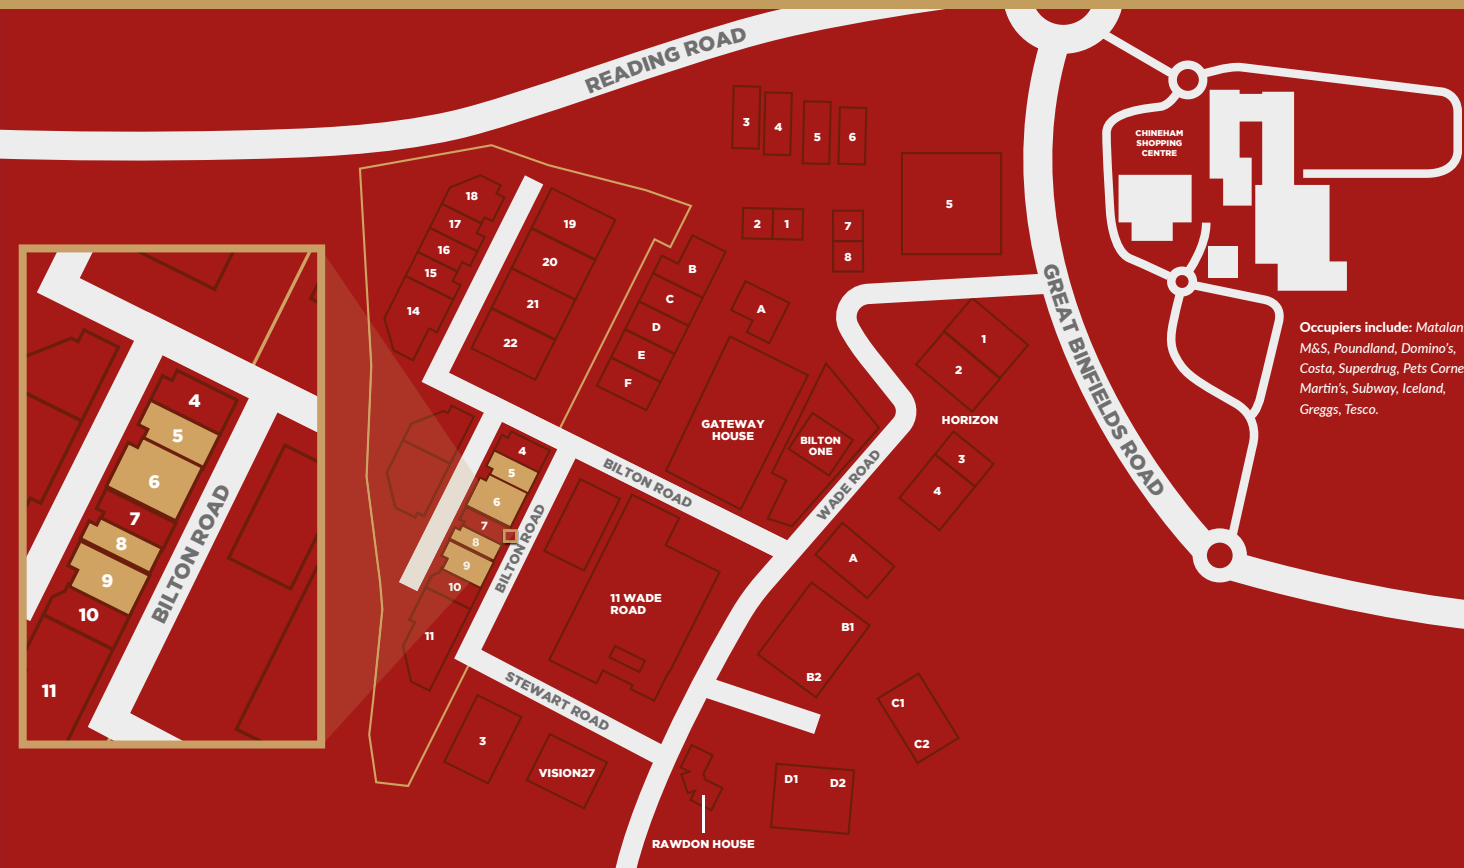 READING ROAD
3
4
5
6
CHINEHAM
SHOPPING
CENTRE
18
17
16
15
14
19
20
21
22
2
1
7
8
5
B
C
D
E
F
A
GREAT BINFIELDS ROAD
Occupiers include: Matalan
M&S, Poundland, Domino's,
Costa, Superdrug, Pets Corne
Martin's, Subway, Iceland,
Greggs, Tesco.
1
2
HORIZON
3
4
GATEWAY
HOUSE
BILTON
ONE
WADE ROAD
BILTON ROAD
4
5
6
7
8
9
10
11
BILTON ROAD
4
5
6
7
8
9
10
11
BILTON ROAD
11 WADE
ROAD
A
B1
B2
C1
C2
STEWART ROAD
3
VISION27
D1
D2
RAWDON HOUSE